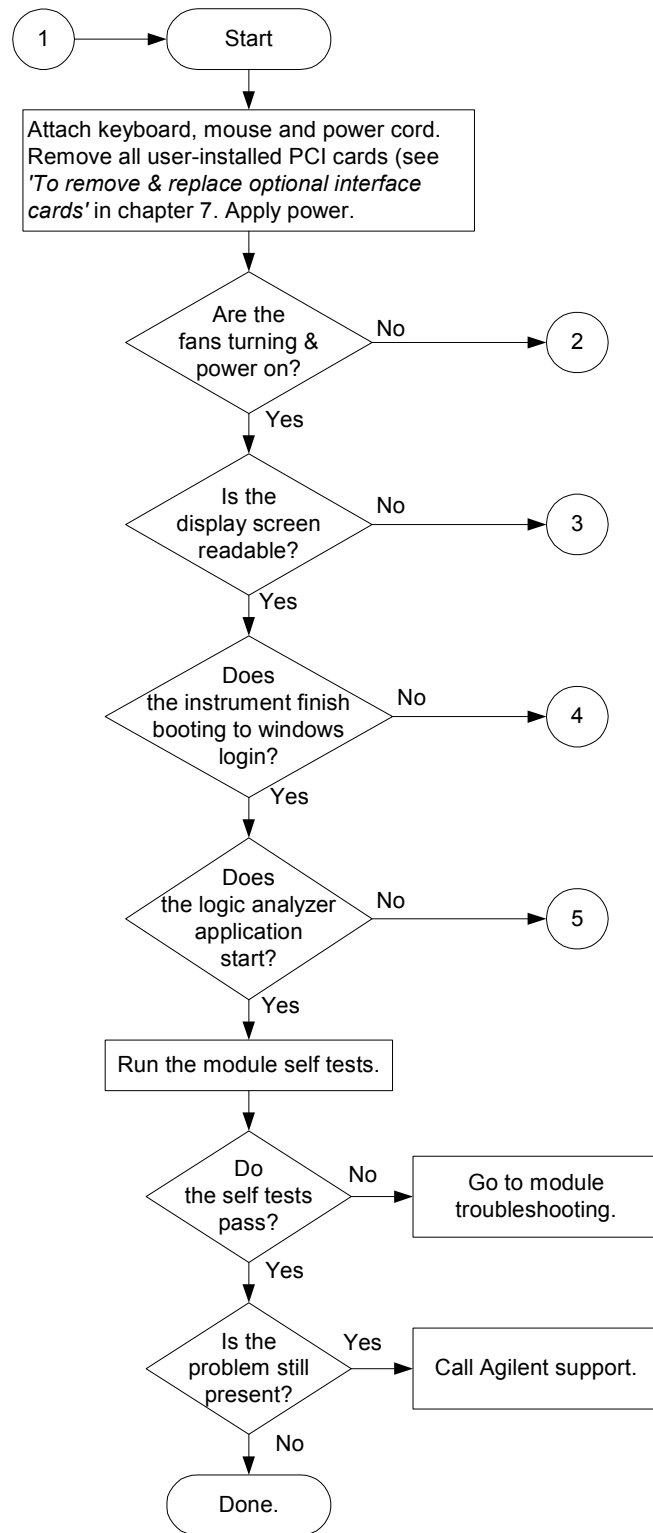 1
Start
Attach keyboard, mouse and power cord.
Remove all user-installed PCI cards (see
'To remove & replace optional interface
cards' in chapter 7. Apply power.
Are the
fans turning &
power on?
No
2
Yes
Is the
display screen
readable?
No
3
Yes
Does
the instrument finish
booting to windows
login?
No
4
Yes
Does
the logic analyzer
application
start?
No
5
Yes
Run the module self tests.
Do
the self tests
pass?
No
Go to module
troubleshooting.
Yes
Is the
problem still
present?
Yes
Call Agilent support.
No
Done.